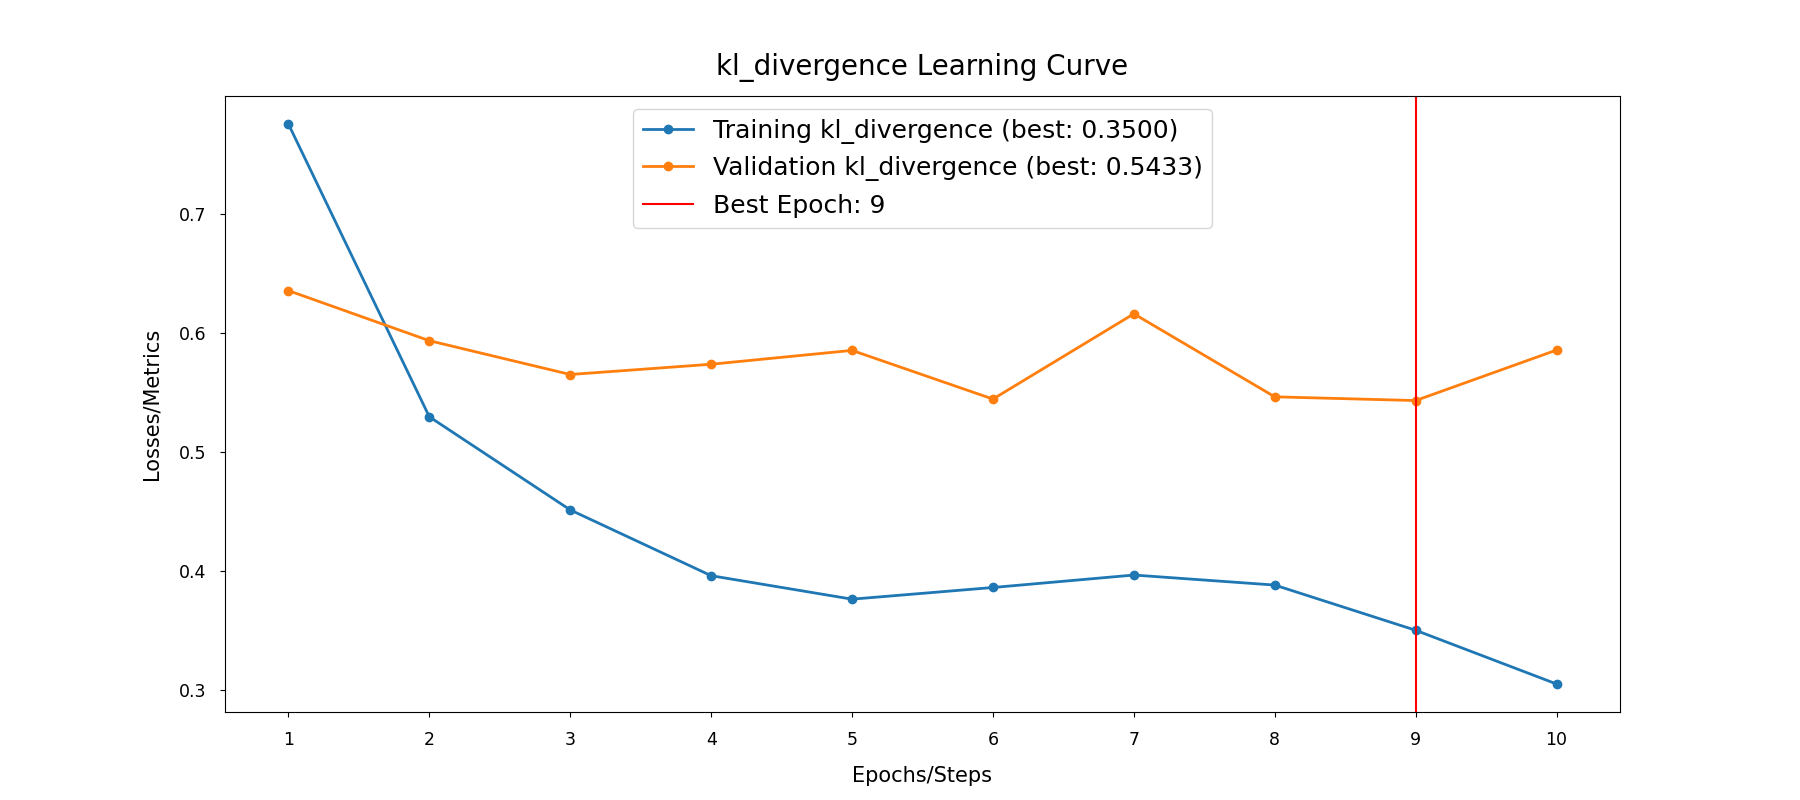 kl_divergence Learning Curve
Training kl_divergence (best: 0.3500)
Validation kl_divergence (best: 0.5433)
Best Epoch: 9
Losses/Metrics
0.7
0.6
0.5
0.4
0.3
1 2 3 4 5 6 7 8 9 10
Epochs/Steps